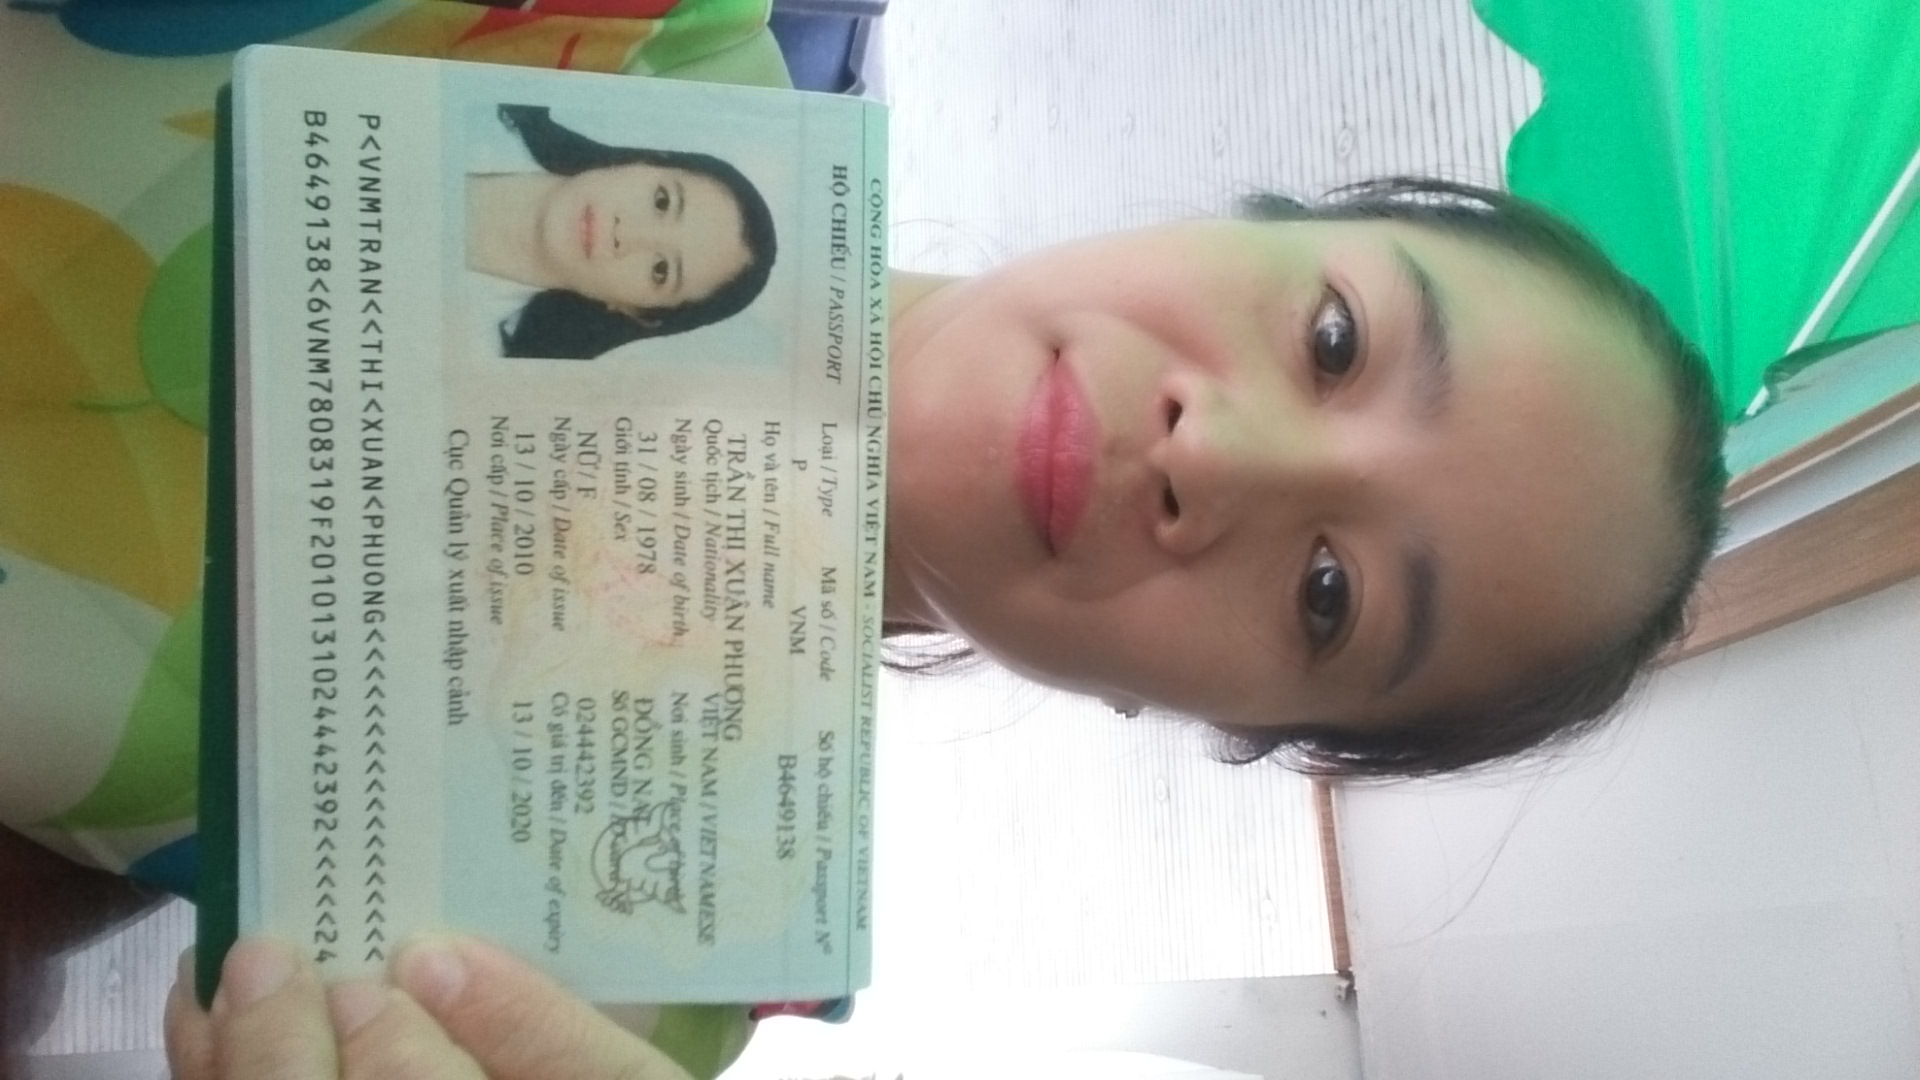 CỘNG HÒA XÃ HỘI CHỦ NGHĨA VIỆT NAM - SOCIALIST REPUBLIC OF VIETNAM
HỘ CHIẾU / PASSPORT Loại / Type Mã số / Code Số hộ chiếu / Passport Nº
P VNM B4649138
Họ và tên / Full name
TRẦN THỊ XUÂN PHƯƠNG
Quốc tịch / Nationality VIỆT NAM / VIETNAMESE
Ngày sinh / Date of birth Nơi sinh / Place of birth
31 / 08 / 1978 ĐỒNG NAI
Giới tính / Sex Số GCMND / ID card Nº
NỮ / F 024442392
Ngày cấp / Date of issue Có giá trị đến / Date of expiry
13 / 10 / 2010 13 / 10 / 2020
Nơi cấp / Place of issue
Cục Quản lý xuất nhập cảnh
P<VNMTRAN<<THI<XUAN<PHUONG<<<<<<<<<<<<<<<<<<
B4649138<6VNM7808319F2010131024442392<<<<<24